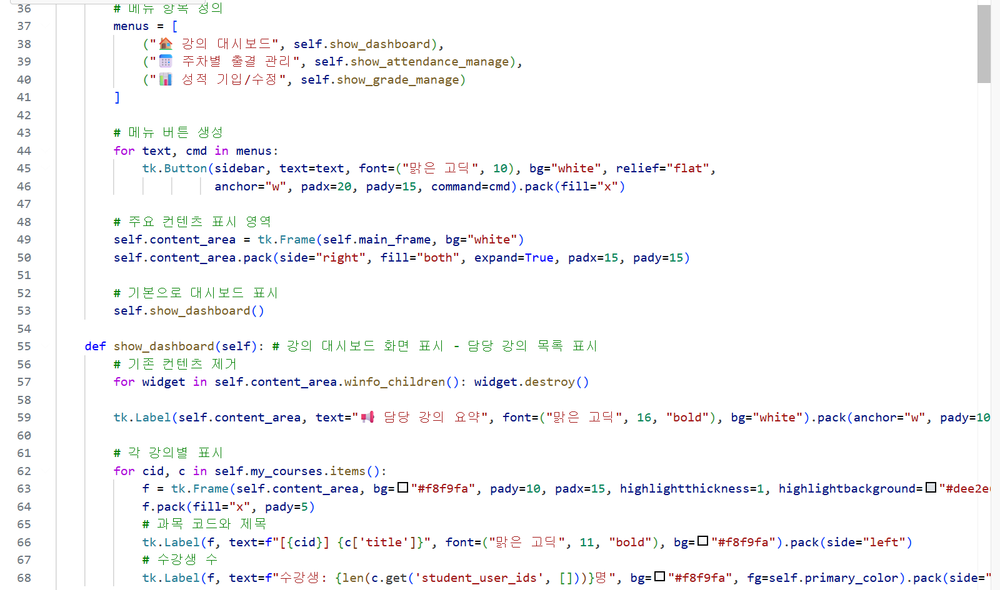 36 # 메뉴 항목 정의
37 menus = [
38 ("🏠 강의 대시보드", self.show_dashboard),
39 ("📅 주차별 출결 관리", self.show_attendance_manage),
40 ("📊 성적 기입/수정", self.show_grade_manage)
41 ]
42
43 # 메뉴 버튼 생성
44 for text, cmd in menus:
45 tk.Button(sidebar, text=text, font=("맑은 고딕", 10), bg="white", relief="flat",
46 anchor="w", padx=20, pady=15, command=cmd).pack(fill="x")
47
48 # 주요 컨텐츠 표시 영역
49 self.content_area = tk.Frame(self.main_frame, bg="white")
50 self.content_area.pack(side="right", fill="both", expand=True, padx=15, pady=15)
51
52 # 기본으로 대시보드 표시
53 self.show_dashboard()
54
55 def show_dashboard(self): # 강의 대시보드 화면 표시 - 담당 강의 목록 표시
56 # 기존 컨텐츠 제거
57 for widget in self.content_area.winfo_children(): widget.destroy()
58
59 tk.Label(self.content_area, text="📢 담당 강의 요약", font=("맑은 고딕", 16, "bold"), bg="white").pack(anchor="w", pady=10
60
61 # 각 강의별 표시
62 for cid, c in self.my_courses.items():
63 f = tk.Frame(self.content_area, bg="#f8f9fa", pady=10, padx=15, highlightthickness=1, highlightbackground="#dee2e
64 f.pack(fill="x", pady=5)
65 # 과목 코드와 제목
66 tk.Label(f, text=f"[{cid}] {c['title']}", font=("맑은 고딕", 11, "bold"), bg="#f8f9fa").pack(side="left")
67 # 수강생 수
68 tk.Label(f, text=f"수강생: {len(c.get('student_user_ids', []))}명", bg="#f8f9fa", fg=self.primary_color).pack(side="